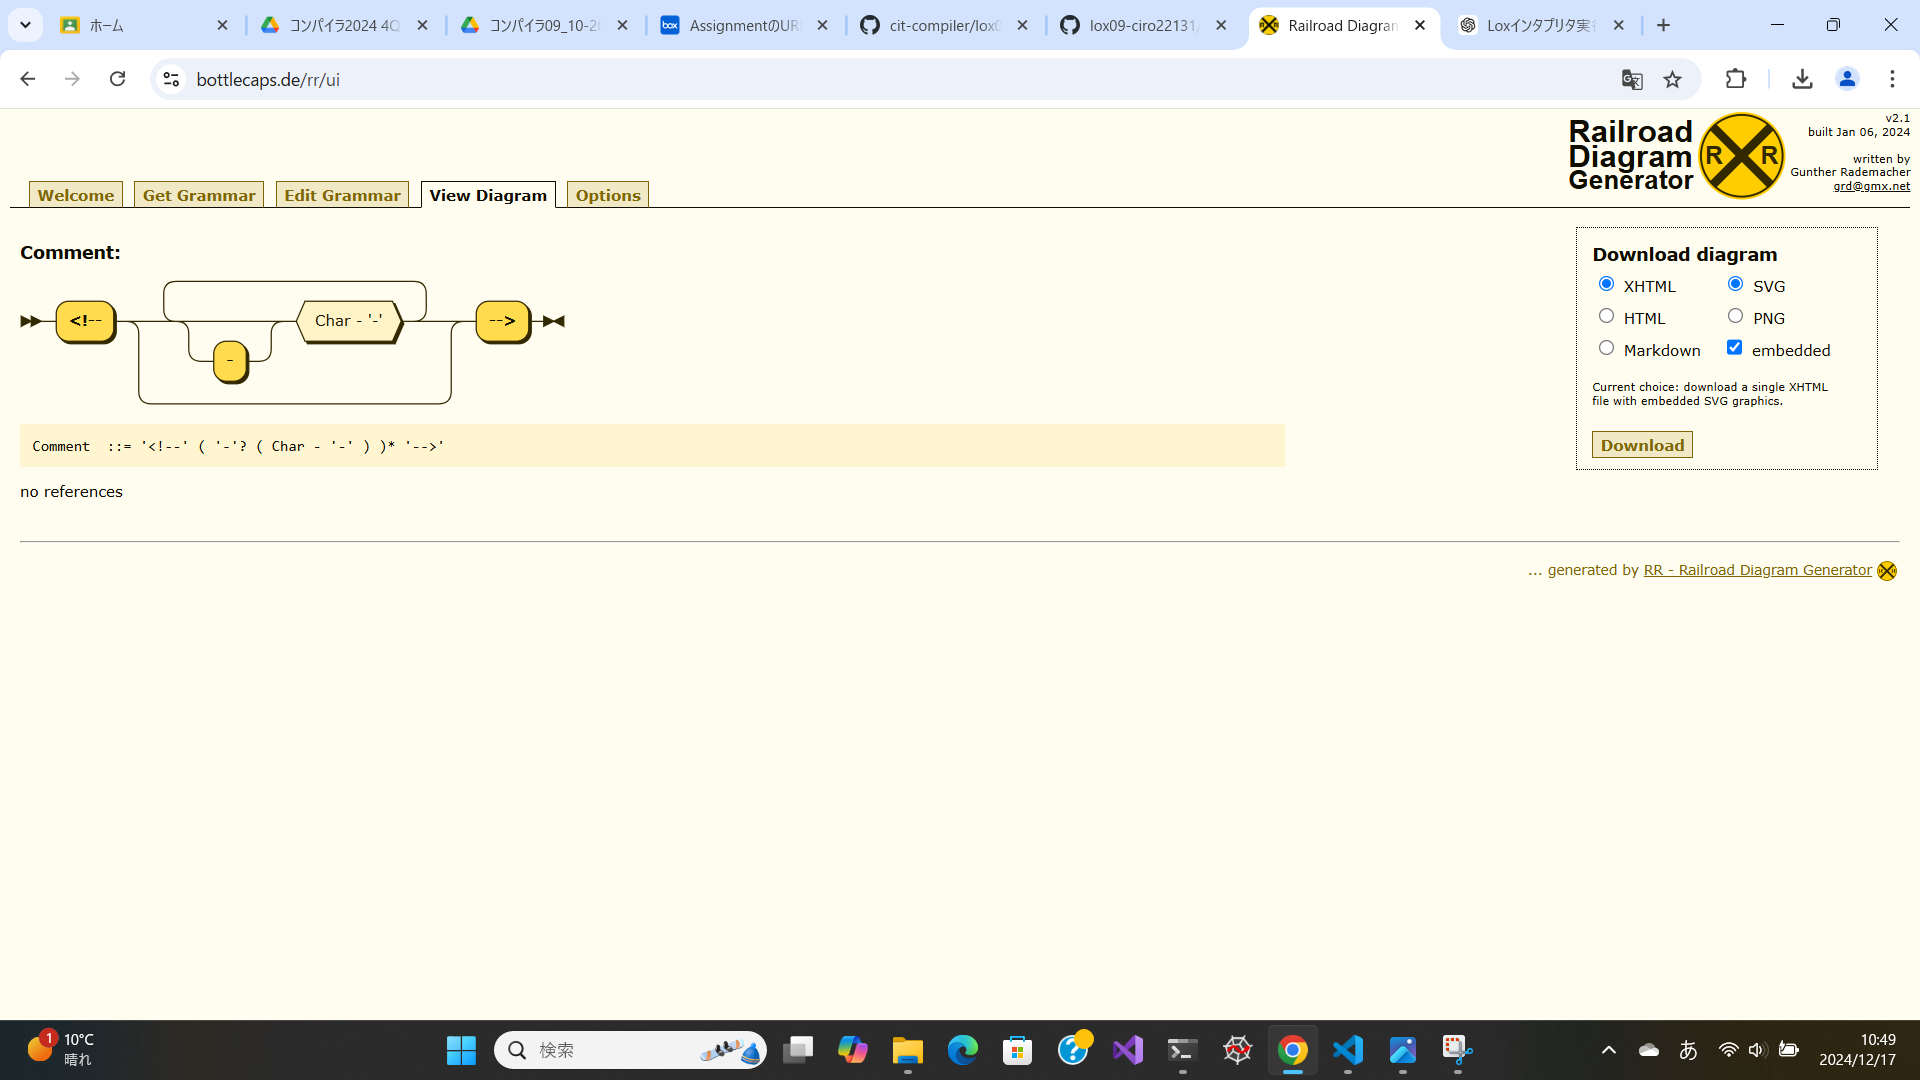 ホーム
コンパイラ2024 4Q
コンパイラ09_10-20
AssignmentのUR
cit-compiler/lox0
lox09-ciro22131/
Railroad Diagram
Loxインタプリタ実
bottlecaps.de/rr/ui
Railroad
Diagram
Generator
R R
v2.1
built Jan 06, 2024
written by
Gunther Rademacher
grd@gmx.net
Welcome
Get Grammar
Edit Grammar
View Diagram
Options
Comment:
<!--
Char - '-'
-->
-
Comment ::= '<!--' ( '-'? ( Char - '-' ) )* '-->'
no references
Download diagram
XHTML
SVG
HTML
PNG
Markdown
embedded
Current choice: download a single XHTML
file with embedded SVG graphics.
Download
... generated by RR - Railroad Diagram Generator
1
10°C
晴れ
検索
あ
10:49
2024/12/17